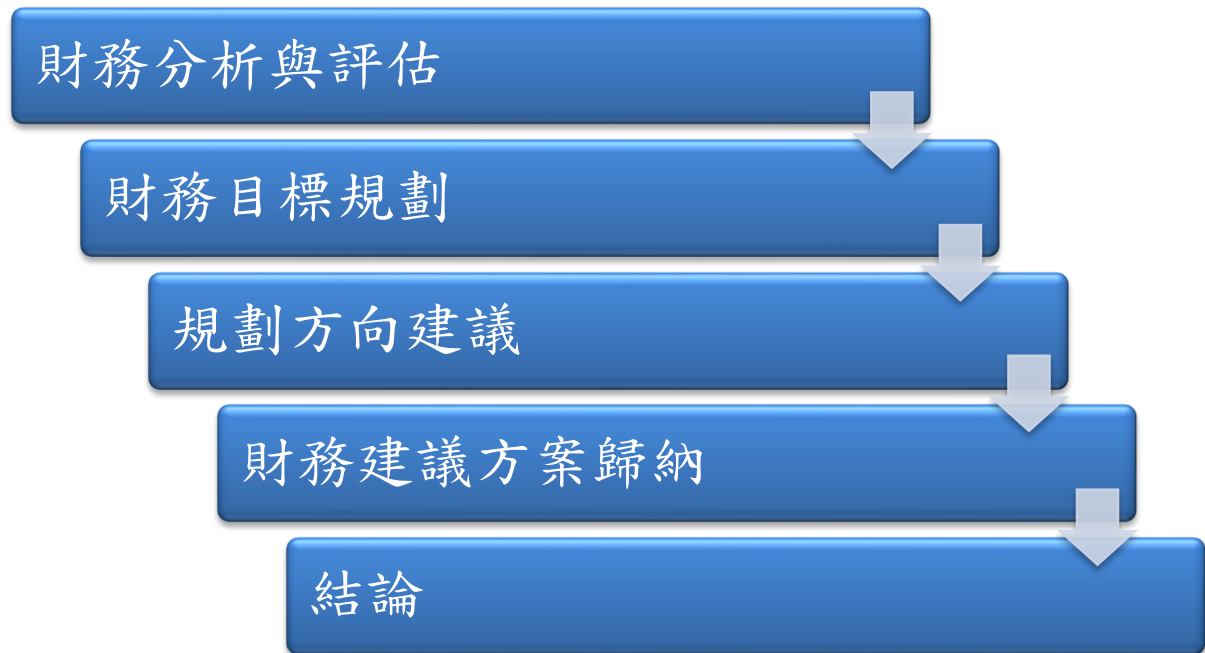 財務分析與評估
財務目標規劃
規劃方向建議
財務建議方案歸納
結論